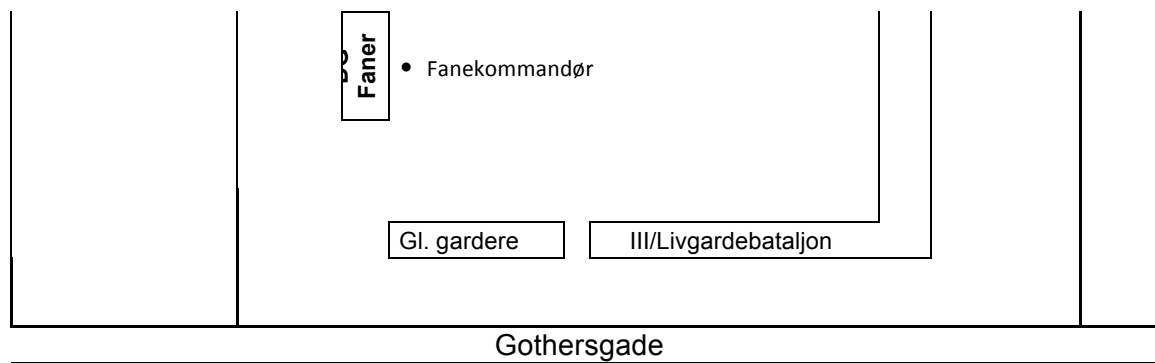 Faner
• Fanekommandør
Gl. gardere
III/Livgardebataljon
Gothersgade